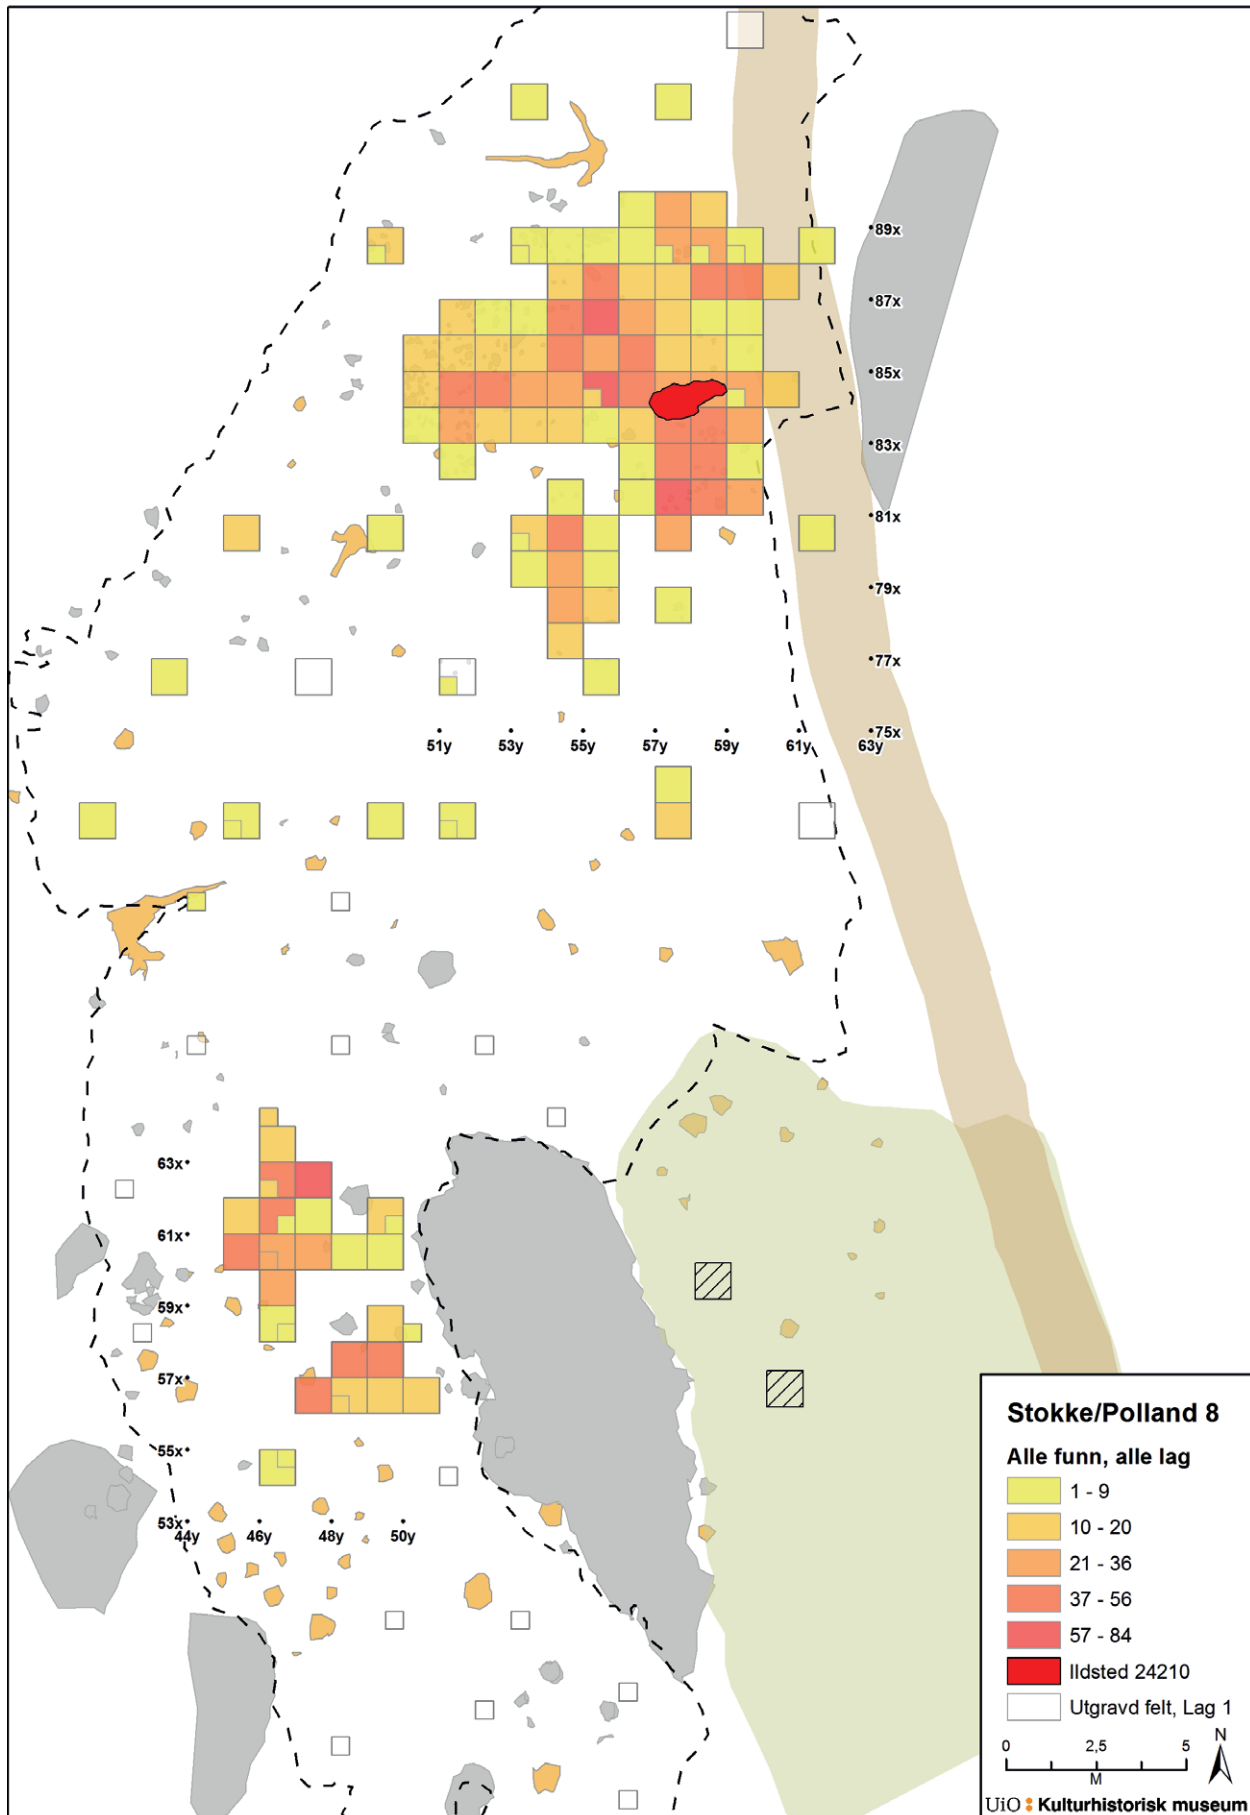 89x
87x
85x
83x
81x
79x
77x
75x
51y 53y 55y 57y 59y 61y 63y
63x
61x
59x
57x
55x
53x
44y 46y 48y 50y
Stokke/Polland 8
Alle funn, alle lag
1 - 9
10 - 20
21 - 36
37 - 56
57 - 84
Ildsted 24210
Utgravd felt, Lag 1
0 2,5 5
M
N
UiO Kulturhistorisk museum